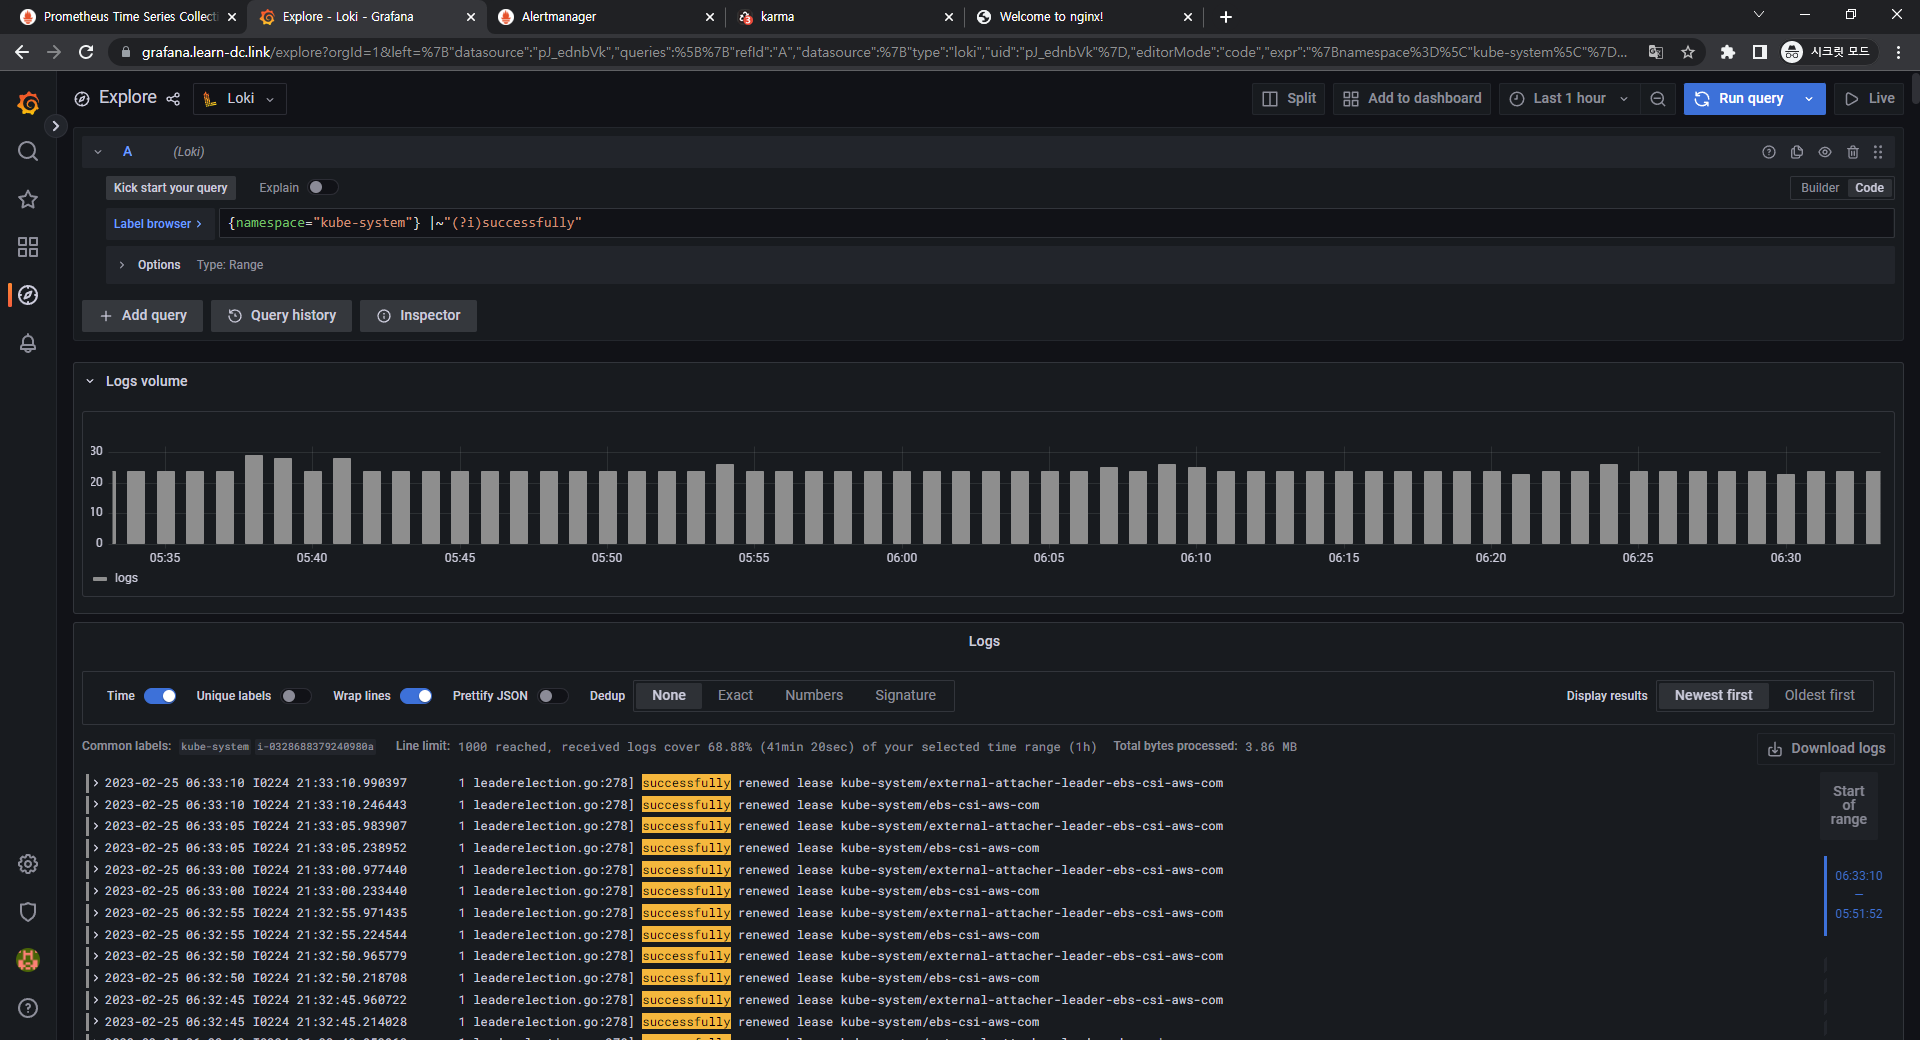 Prometheus Time Series Collecti
Explore - Loki - Grafana
Alertmanager
karma
Welcome to nginx!
grafana.learn-dc.link/explore?orgId=1&left=%7B"datasource":"pJ_ednbVk","queries":%5B%7B"refId":"A","datasource":%7B"type":"loki","uid":"pJ_ednbVk"%7D,"editorMode":"code","expr":"%7Bnamespace%3D%5C"kube-system%5C"%7D...
시크릿 모드
Explore
Loki
Split
Add to dashboard
Last 1 hour
Run query
Live
A
(Loki)
Kick start your query
Explain
Builder
Code
Label browser >
{namespace="kube-system"} |~"(?i)successfully"
Options
Type: Range
+ Add query
Query history
Inspector
Logs volume
30
20
10
0
05:35
05:40
05:45
05:50
05:55
06:00
06:05
06:10
06:15
06:20
06:25
06:30
logs
Logs
Time
Unique labels
Wrap lines
Prettify JSON
Dedup
None
Exact
Numbers
Signature
Display results
Newest first
Oldest first
Common labels: kube-system i-0328688379240980a Line limit: 1000 reached, received logs cover 68.88% (41min 20sec) of your selected time range (1h) Total bytes processed: 3.86 MB
Download logs
> 2023-02-25 06:33:10 I0224 21:33:10.990397 1 leaderelection.go:278] successfully renewed lease kube-system/external-attacher-leader-ebs-csi-aws-com
> 2023-02-25 06:33:10 I0224 21:33:10.246443 1 leaderelection.go:278] successfully renewed lease kube-system/ebs-csi-aws-com
> 2023-02-25 06:33:05 I0224 21:33:05.983907 1 leaderelection.go:278] successfully renewed lease kube-system/external-attacher-leader-ebs-csi-aws-com
> 2023-02-25 06:33:05 I0224 21:33:05.238952 1 leaderelection.go:278] successfully renewed lease kube-system/ebs-csi-aws-com
> 2023-02-25 06:33:00 I0224 21:33:00.977440 1 leaderelection.go:278] successfully renewed lease kube-system/external-attacher-leader-ebs-csi-aws-com
> 2023-02-25 06:33:00 I0224 21:33:00.233440 1 leaderelection.go:278] successfully renewed lease kube-system/ebs-csi-aws-com
> 2023-02-25 06:32:55 I0224 21:32:55.971435 1 leaderelection.go:278] successfully renewed lease kube-system/external-attacher-leader-ebs-csi-aws-com
> 2023-02-25 06:32:55 I0224 21:32:55.224544 1 leaderelection.go:278] successfully renewed lease kube-system/ebs-csi-aws-com
> 2023-02-25 06:32:50 I0224 21:32:50.965779 1 leaderelection.go:278] successfully renewed lease kube-system/external-attacher-leader-ebs-csi-aws-com
> 2023-02-25 06:32:50 I0224 21:32:50.218708 1 leaderelection.go:278] successfully renewed lease kube-system/ebs-csi-aws-com
> 2023-02-25 06:32:45 I0224 21:32:45.960722 1 leaderelection.go:278] successfully renewed lease kube-system/external-attacher-leader-ebs-csi-aws-com
> 2023-02-25 06:32:45 I0224 21:32:45.214028 1 leaderelection.go:278] successfully renewed lease kube-system/ebs-csi-aws-com
Start
of
range
06:33:10
—
05:51:52